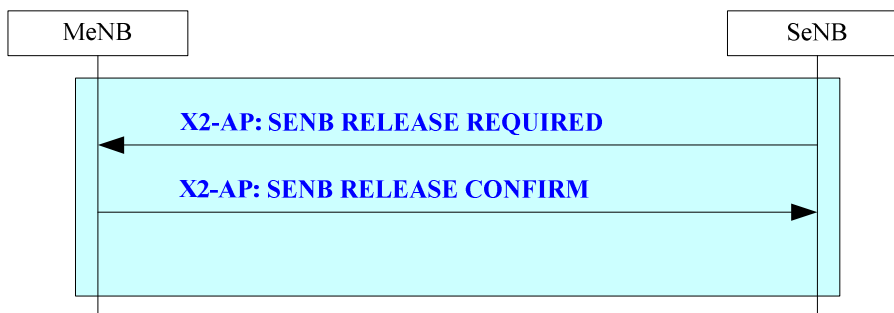 MeNB
SeNB
X2-AP: SENB RELEASE REQUIRED
X2-AP: SENB RELEASE CONFIRM